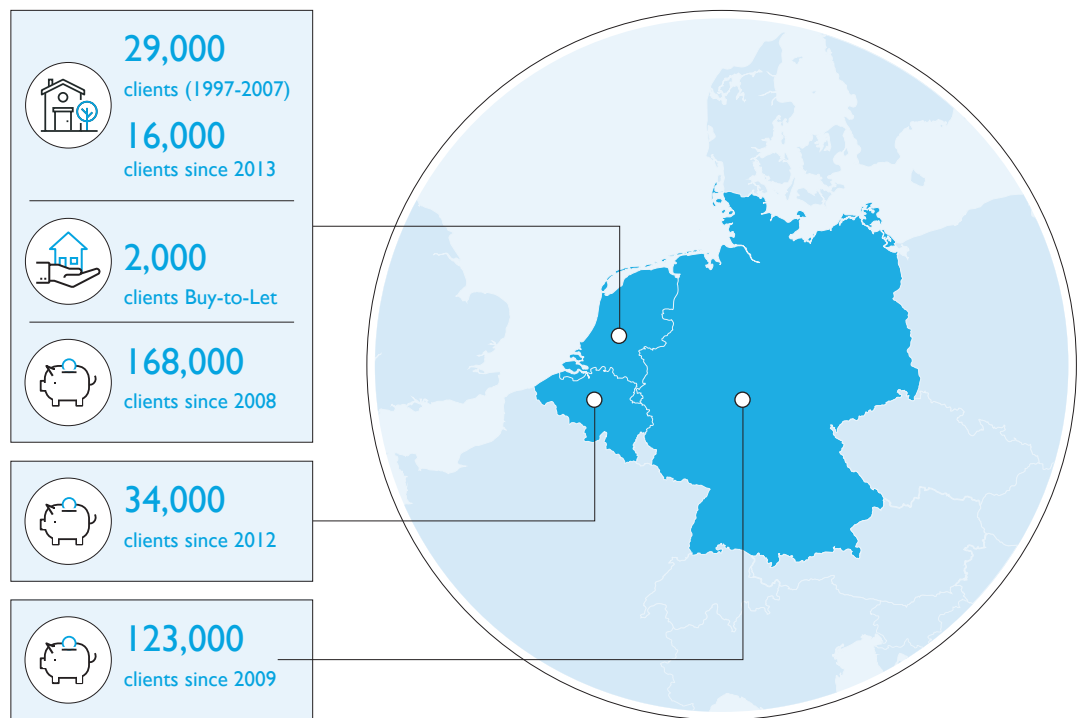 29,000
clients (1997-2007)
16,000
clients since 2013
2,000
clients Buy-to-Let
168,000
clients since 2008
34,000
clients since 2012
123,000
clients since 2009